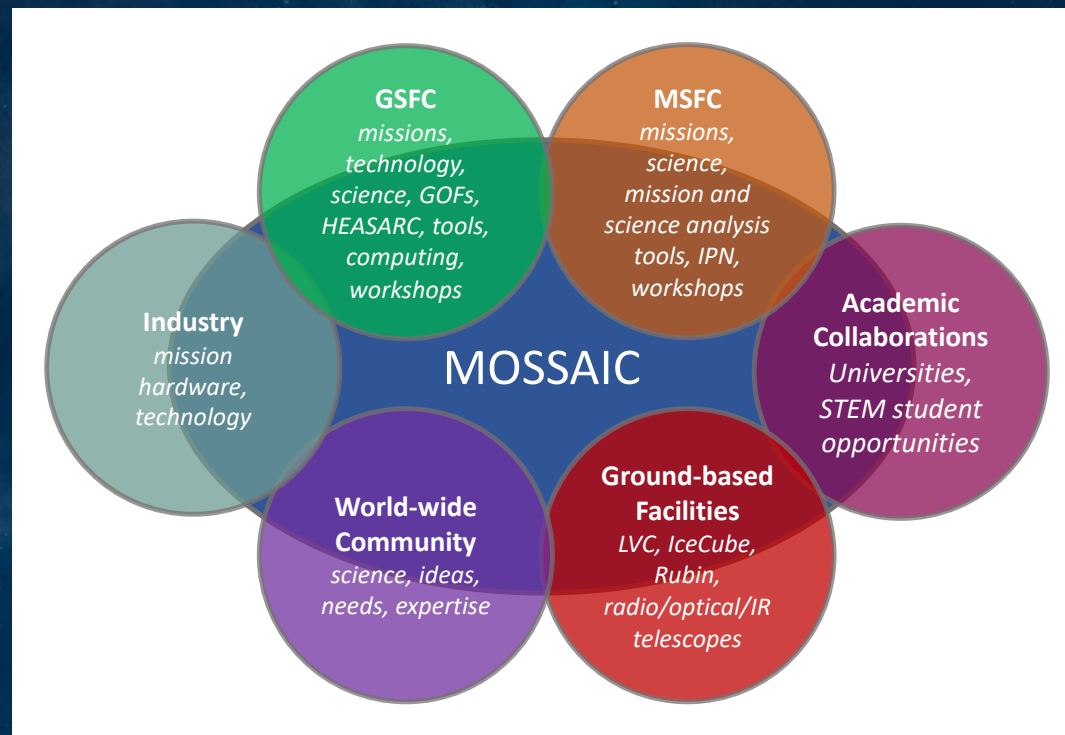 GSFC
missions,
technology,
science, GOFs,
HEASARC, tools,
computing,
workshops
MSFC
missions,
science,
mission and
science analysis
tools, IPN,
workshops
Industry
mission
hardware,
technology
MOSSAIC
Academic
Collaborations
Universities,
STEM student
opportunities
World-wide
Community
science, ideas,
needs, expertise
Ground-based
Facilities
LVC, IceCube,
Rubin,
radio/optical/IR
telescopes